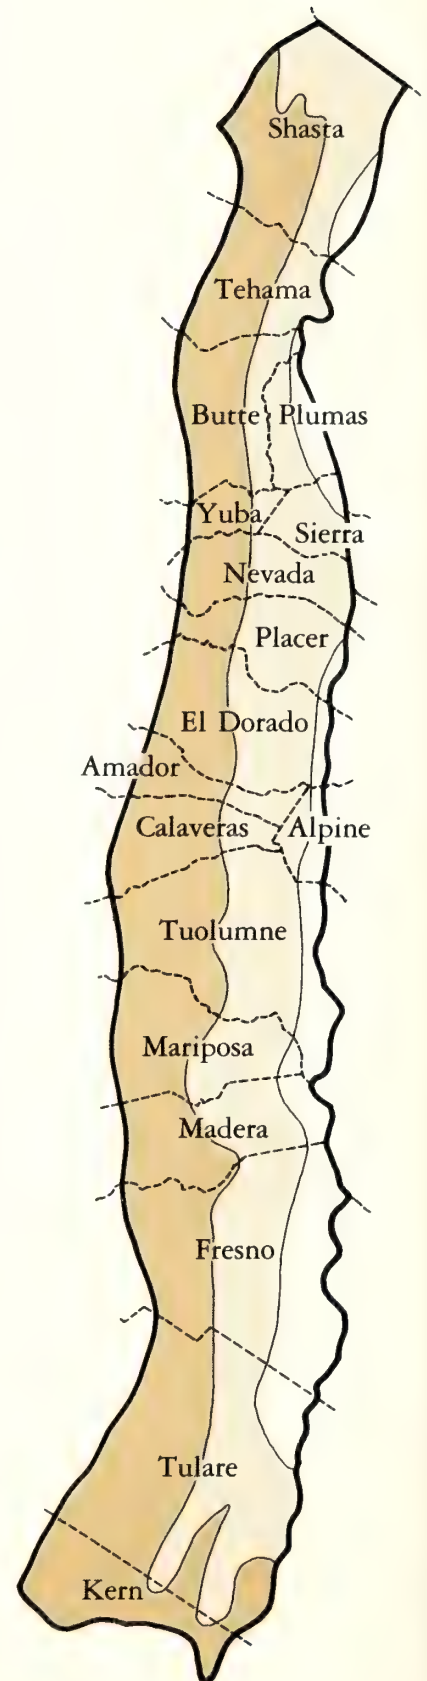 Shasta
Tehama
Butte Plumas
Yuba
Sierra
Nevada
Placer
El Dorado
Amador
Calaveras Alpine
Tuolumne
Mariposa
Madera
Fresno
Tulare
Kern